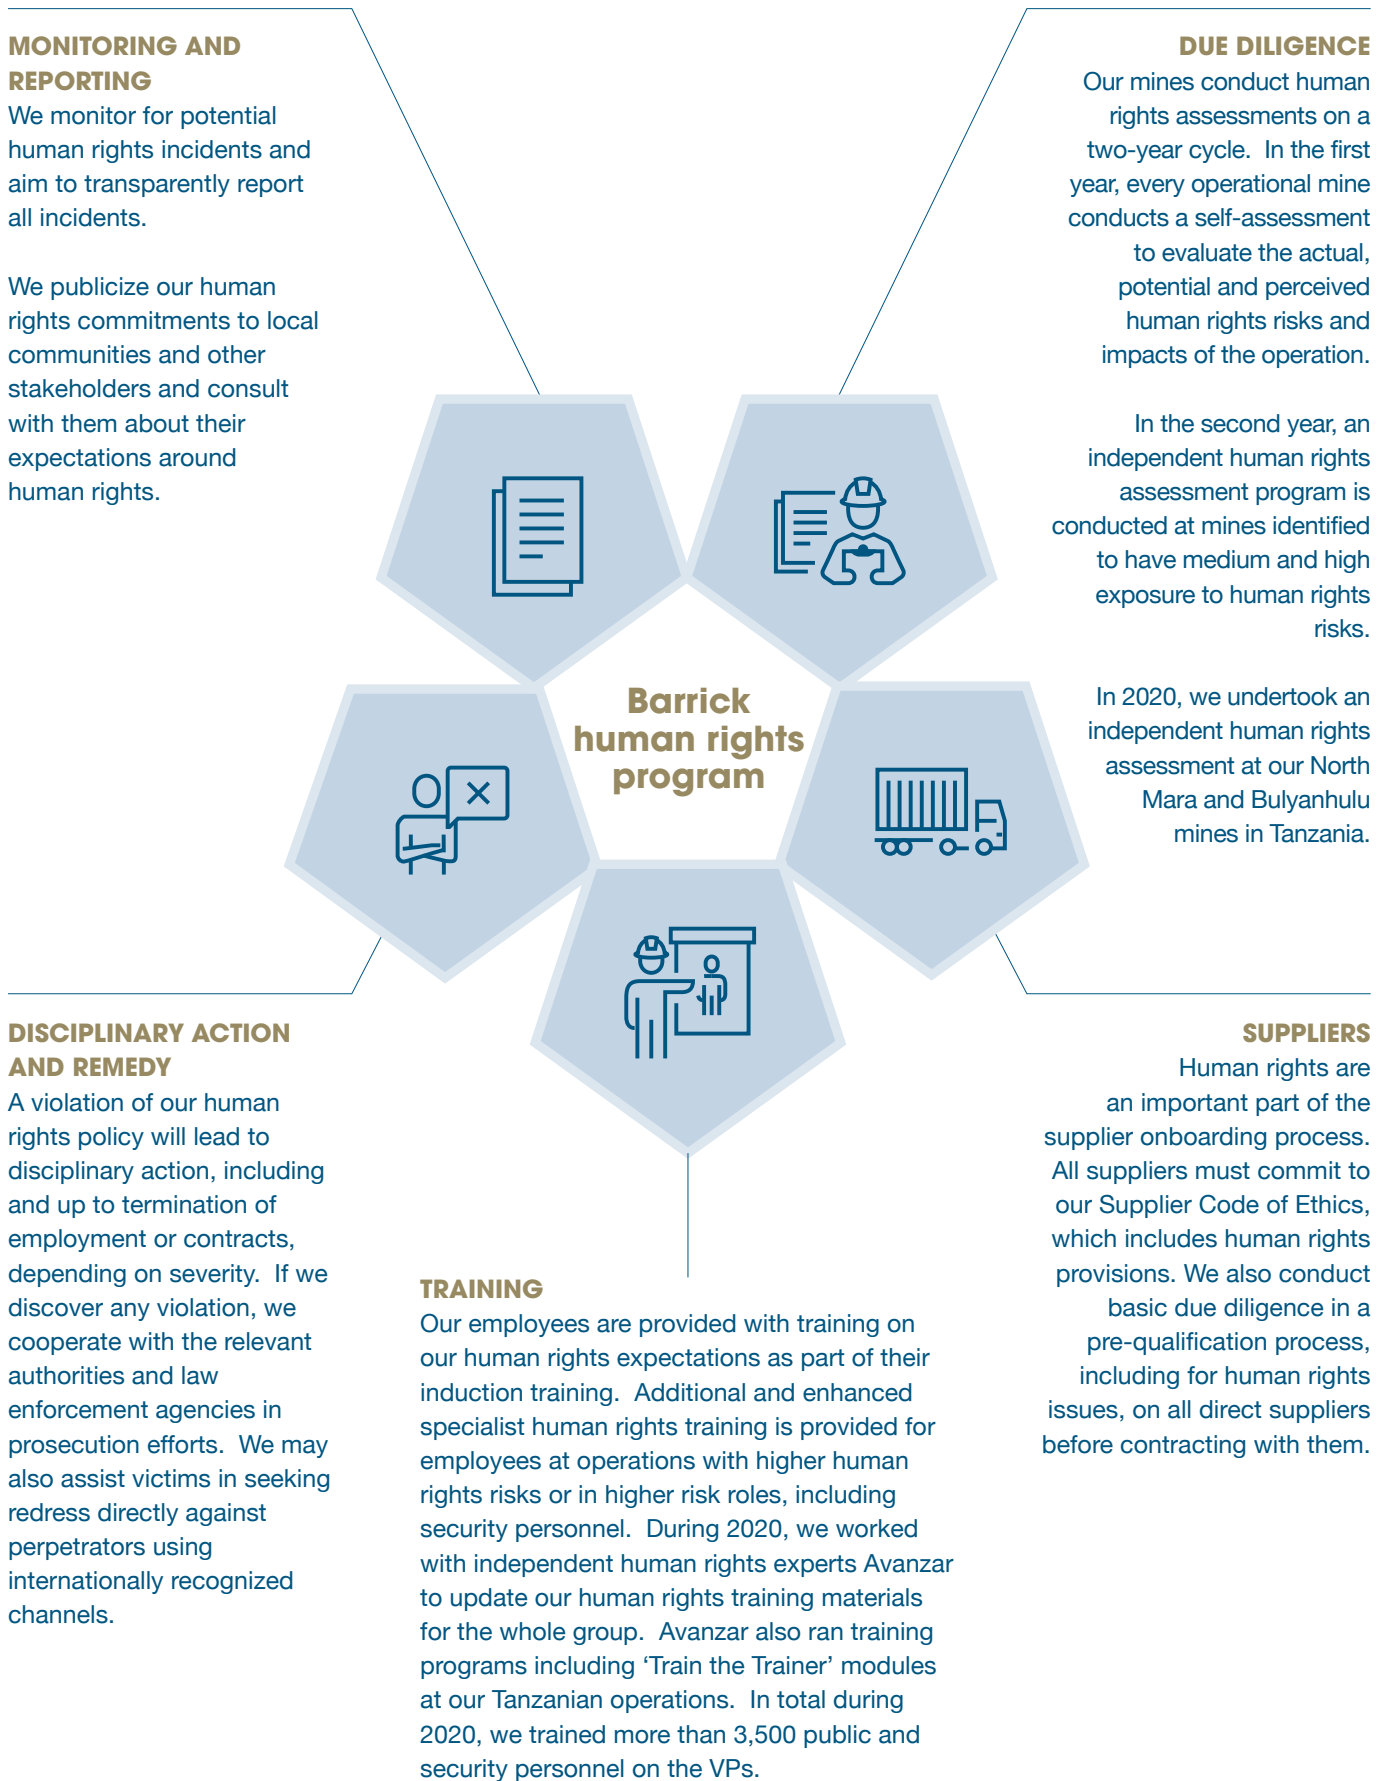 MONITORING AND
REPORTING
We monitor for potential
human rights incidents and
aim to transparently report
all incidents.
We publicize our human
rights commitments to local
communities and other
stakeholders and consult
with them about their
expectations around
human rights.
DUE DILIGENCE
Our mines conduct human
rights assessments on a
two-year cycle.  In the first
year, every operational mine
conducts a self-assessment
to evaluate the actual,
potential and perceived
human rights risks and
impacts of the operation.
In the second year, an
independent human rights
assessment program is
conducted at mines identified
to have medium and high
exposure to human rights
risks.
In 2020, we undertook an
independent human rights
assessment at our North
Mara and Bulyanhulu
mines in Tanzania.
Barrick
human rights
program
DISCIPLINARY ACTION
AND REMEDY
A violation of our human
rights policy will lead to
disciplinary action, including
and up to termination of
employment or contracts,
depending on severity.  If we
discover any violation, we
cooperate with the relevant
authorities and law
enforcement agencies in
prosecution efforts.  We may
also assist victims in seeking
redress directly against
perpetrators using
internationally recognized
channels.
TRAINING
Our employees are provided with training on
our human rights expectations as part of their
induction training.  Additional and enhanced
specialist human rights training is provided for
employees at operations with higher human
rights risks or in higher risk roles, including
security personnel.  During 2020, we worked
with independent human rights experts Avanzar
to update our human rights training materials
for the whole group.  Avanzar also ran training
programs including ‘Train the Trainer’ modules
at our Tanzanian operations.  In total during
2020, we trained more than 3,500 public and
security personnel on the VPs.
SUPPLIERS
Human rights are
an important part of the
supplier onboarding process.
All suppliers must commit to
our Supplier Code of Ethics,
which includes human rights
provisions. We also conduct
basic due diligence in a
pre-qualification process,
including for human rights
issues, on all direct suppliers
before contracting with them.